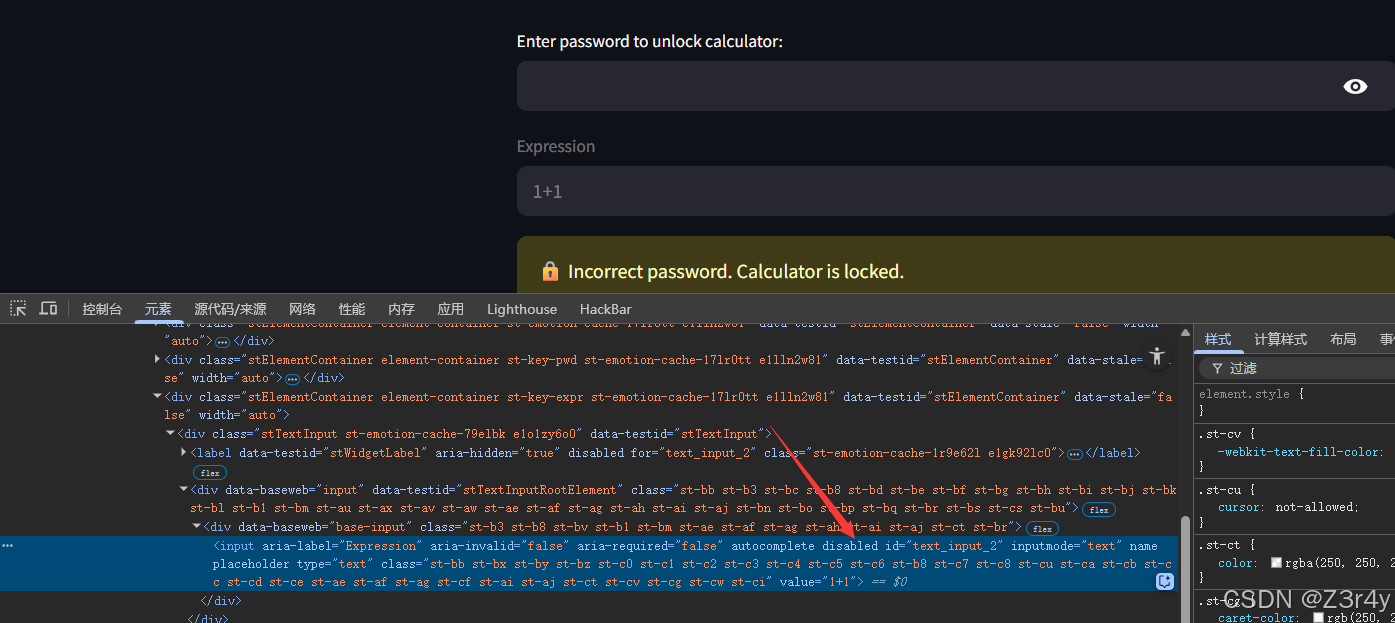 Enter password to unlock calculator:
Expression
1+1
Incorrect password. Calculator is locked.
控制台 元素 源代码/来源 网络 性能 内存 应用 Lighthouse HackBar
"auto"> </div>
<div class="stElementContainer element-container st-key-pwd st-emotion-cache-17lr0tt e1lln2w81" data-testid="stElementContainer" data-stale=
se" width="auto"> </div>
<div class="stElementContainer element-container st-key-expr st-emotion-cache-17lr0tt e1lln2w81" data-testid="stElementContainer" data-stale="fa
lse" width="auto">
<div class="stTextInput st-emotion-cache-79elbk e1o1zy6o0" data-testid="stTextInput">
<label data-testid="stWidgetLabel" aria-hidden="true" disabled for="text_input_2" class="st-emotion-cache-1r9e62l e1gk92lc0"> </label>
flex
<div data-baseweb="input" data-testid="stTextInputRootElement" class="st-bb st-b3 st-bc st-b8 st-bd st-be st-bf st-bg st-bh st-bi st-bj st-bk
st-bl st-b1 st-bm st-au st-ax st-av st-aw st-ae st-af st-ag st-ah st-ai st-aj st-bn st-bo st-bp st-bq st-br st-bs st-cs st-bu"> flex
<div data-baseweb="base-input" class="st-b3 st-b8 st-bv st-b1 st-bm st-ae st-af st-ag st-ah st-ai st-aj st-ct st-br"> flex
<input aria-label="Expression" aria-invalid="false" aria-required="false" autocomplete disabled id="text_input_2" inputmode="text" name
placeholder type="text" class="st-bb st-bx st-by st-bz st-c0 st-c1 st-c2 st-c3 st-c4 st-c5 st-c6 st-b8 st-c7 st-c8 st-cu st-ca st-cb st-c
c st-cd st-ce st-ae st-af st-ag st-cf st-ai st-aj st-ct st-cv st-cg st-cw st-ci" value="1+1"> == $0
</div>
</div>
样式 计算样式 布局
过滤
element.style {
}
.st-cv {
-webkit-text-fill-color:
}
.st-cu {
cursor: not-allowed;
}
.st-ct {
color: rgba(250, 250, 2
}
.st-cg {
caret-color: rgb(250, 2
CSDN @Z3r4y